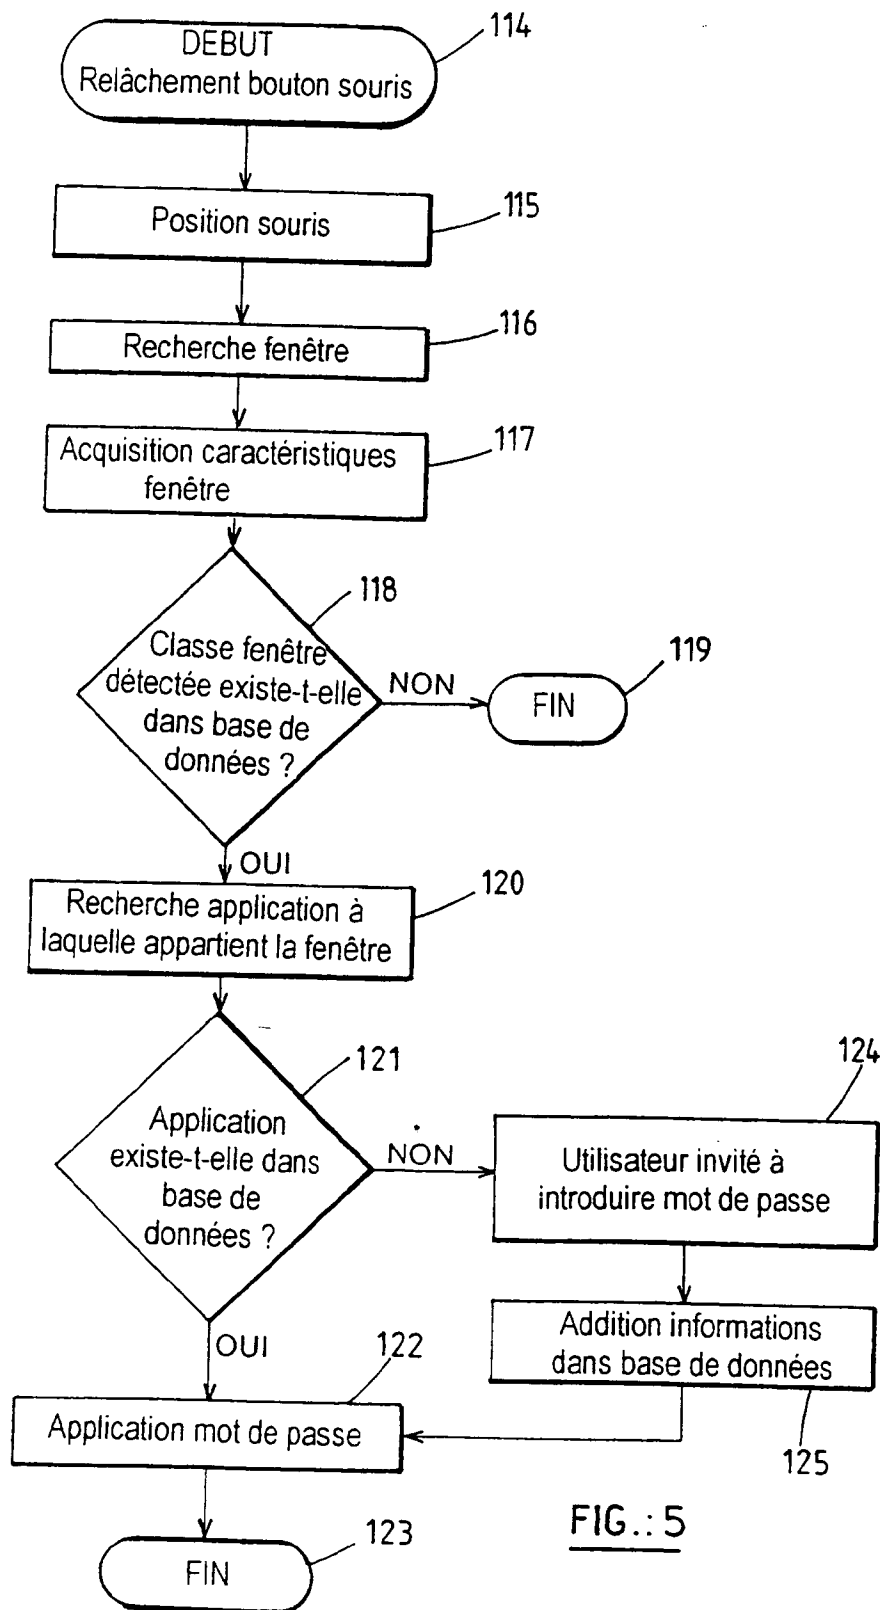 114
DEBUT
Relâchement bouton souris
115
Position souris
116
Recherche fenêtre
117
Acquisition caractéristiques
fenêtre
118
Classe fenêtre
détectée existe-t-elle
dans base de
données ?
NON
119
FIN
OUI
120
Recherche application à
laquelle appartient la fenêtre
121
Application
existe-t-elle dans
base de
données ?
NON
124
Utilisateur invité à
introduire mot de passe
Addition informations
dans base de données
125
OUI
122
Application mot de passe
123
FIN
FIG.: 5